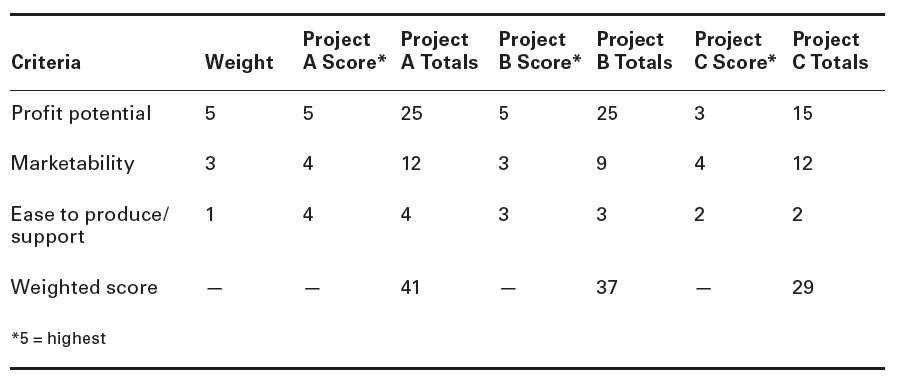 Criteria Weight Project A Score* Project A Totals Project B Score* Project B Totals Project C Score* Project C Totals
Profit potential 5 5 25 5 25 3 15
Marketability 3 4 12 3 9 4 12
Ease to produce/ 1 4 4 3 3 2 2
support
Weighted score — — 41 — 37 — 29
*5 = highest